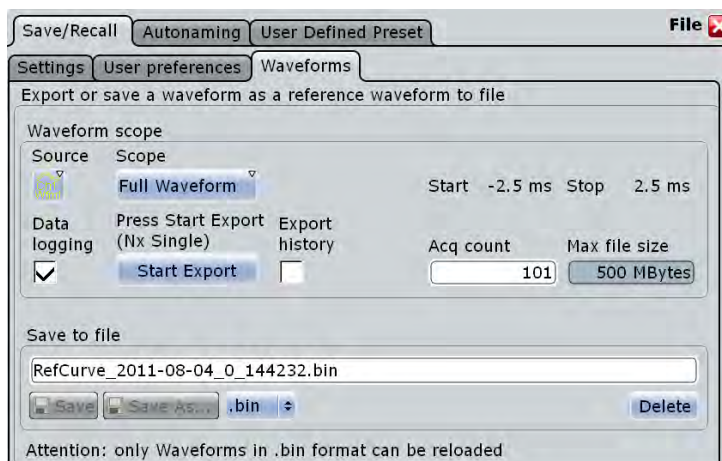 Save/Recall Autonaming User Defined Preset File
Settings User preferences Waveforms
Export or save a waveform as a reference waveform to file
Waveform scope
Source Scope
Full Waveform Start -2.5 ms Stop 2.5 ms
Data logging Press Start Export (Nx Single) Export history Acq count Max file size
Start Export 101 500 MBytes
Save to file
RefCurve_2011-08-04_0_144232.bin
Save Save As... .bin Delete
Attention: only Waveforms in .bin format can be reloaded